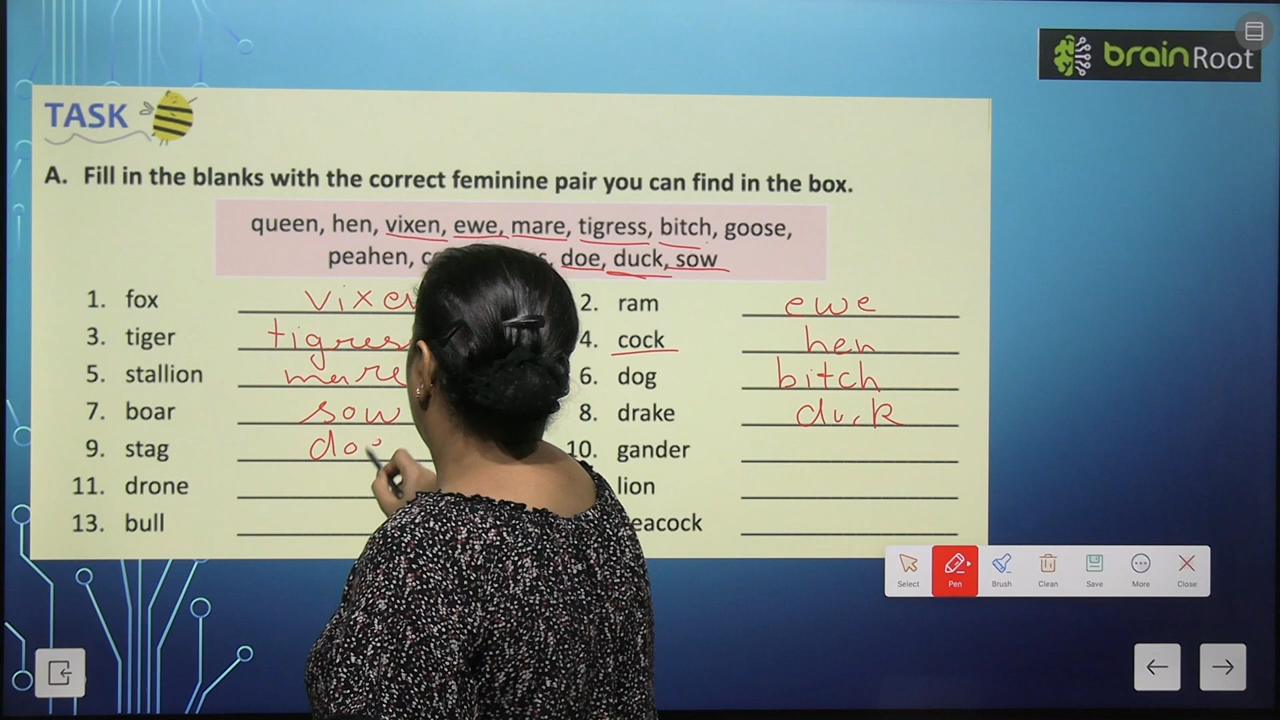 brainRoot
TASK
A. Fill in the blanks with the correct feminine pair you can find in the box.
queen, hen, vixen, ewe, mare, tigress, bitch, goose,
peahen, doe, duck, sow
1. fox vixen 2. ram ewe
3. tiger tigress 4. cock hen
5. stallion mare 6. dog bitch
7. boar sow 8. drake duck
9. stag do 10. gander
11. drone lion
13. bull eacock
Select Pen Brush Clean Save More Close